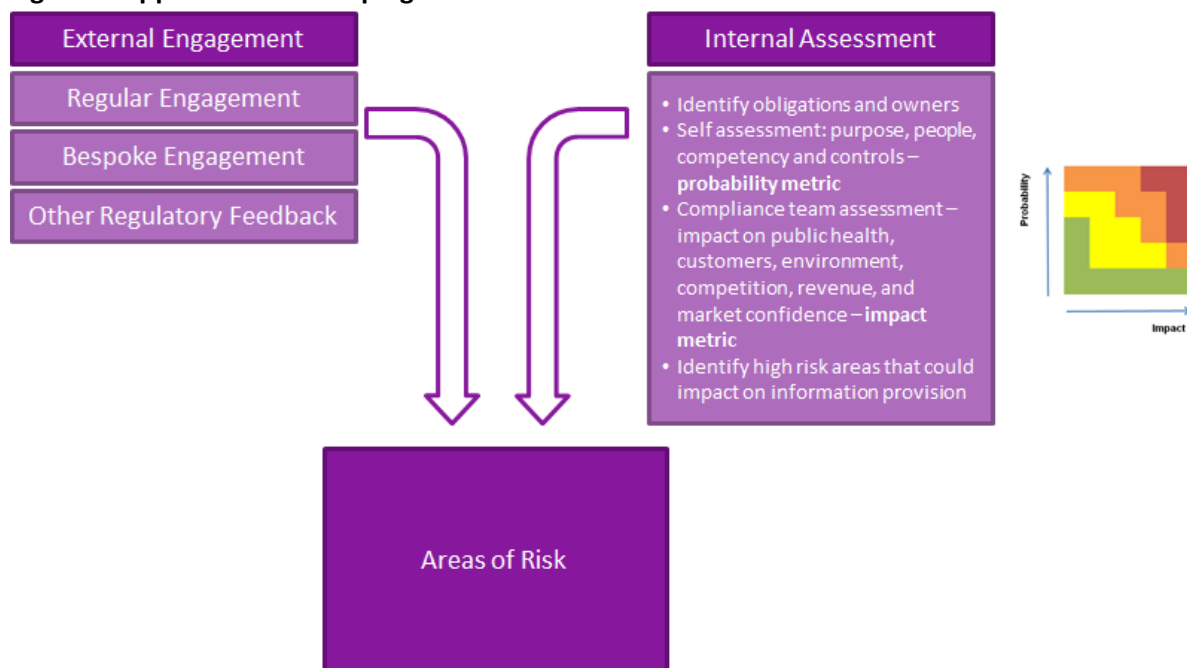 External Engagement
Regular Engagement
Bespoke Engagement
Other Regulatory Feedback
Internal Assessment
• Identify obligations and owners
• Self assessment: purpose, people,
competency and controls –
probability metric
• Compliance team assessment –
impact on public health,
customers, environment,
competition, revenue, and
market confidence – impact
metric
• Identify high risk areas that could
impact on information provision
Probability
Impact
Areas of Risk